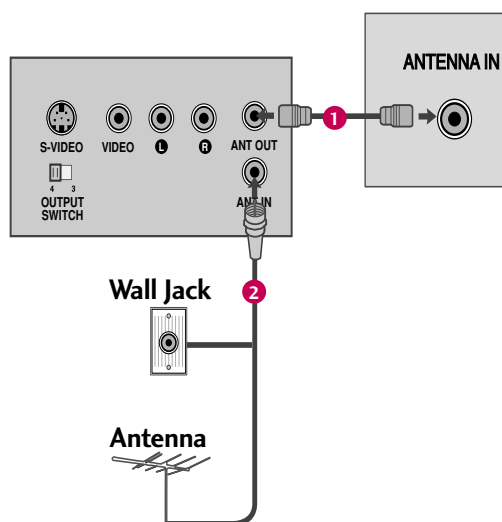 ANTENNA IN
1
S-VIDEO VIDEO L R ANT OUT
4 3
OUTPUT
SWITCH
ANT IN
2
Wall Jack
Antenna